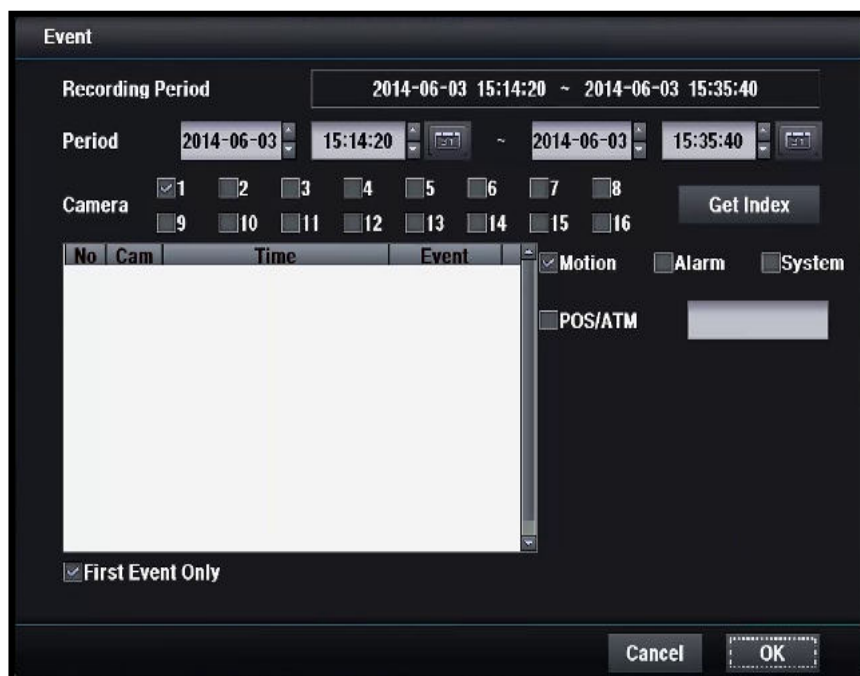 Event
Recording Period 2014-06-03 15:14:20 ~ 2014-06-03 15:35:40
Period 2014-06-03 15:14:20 ~ 2014-06-03 15:35:40
Camera 1 2 3 4 5 6 7 8
9 10 11 12 13 14 15 16
Get Index
No Cam Time Event
Motion Alarm System
POS/ATM
First Event Only
Cancel OK